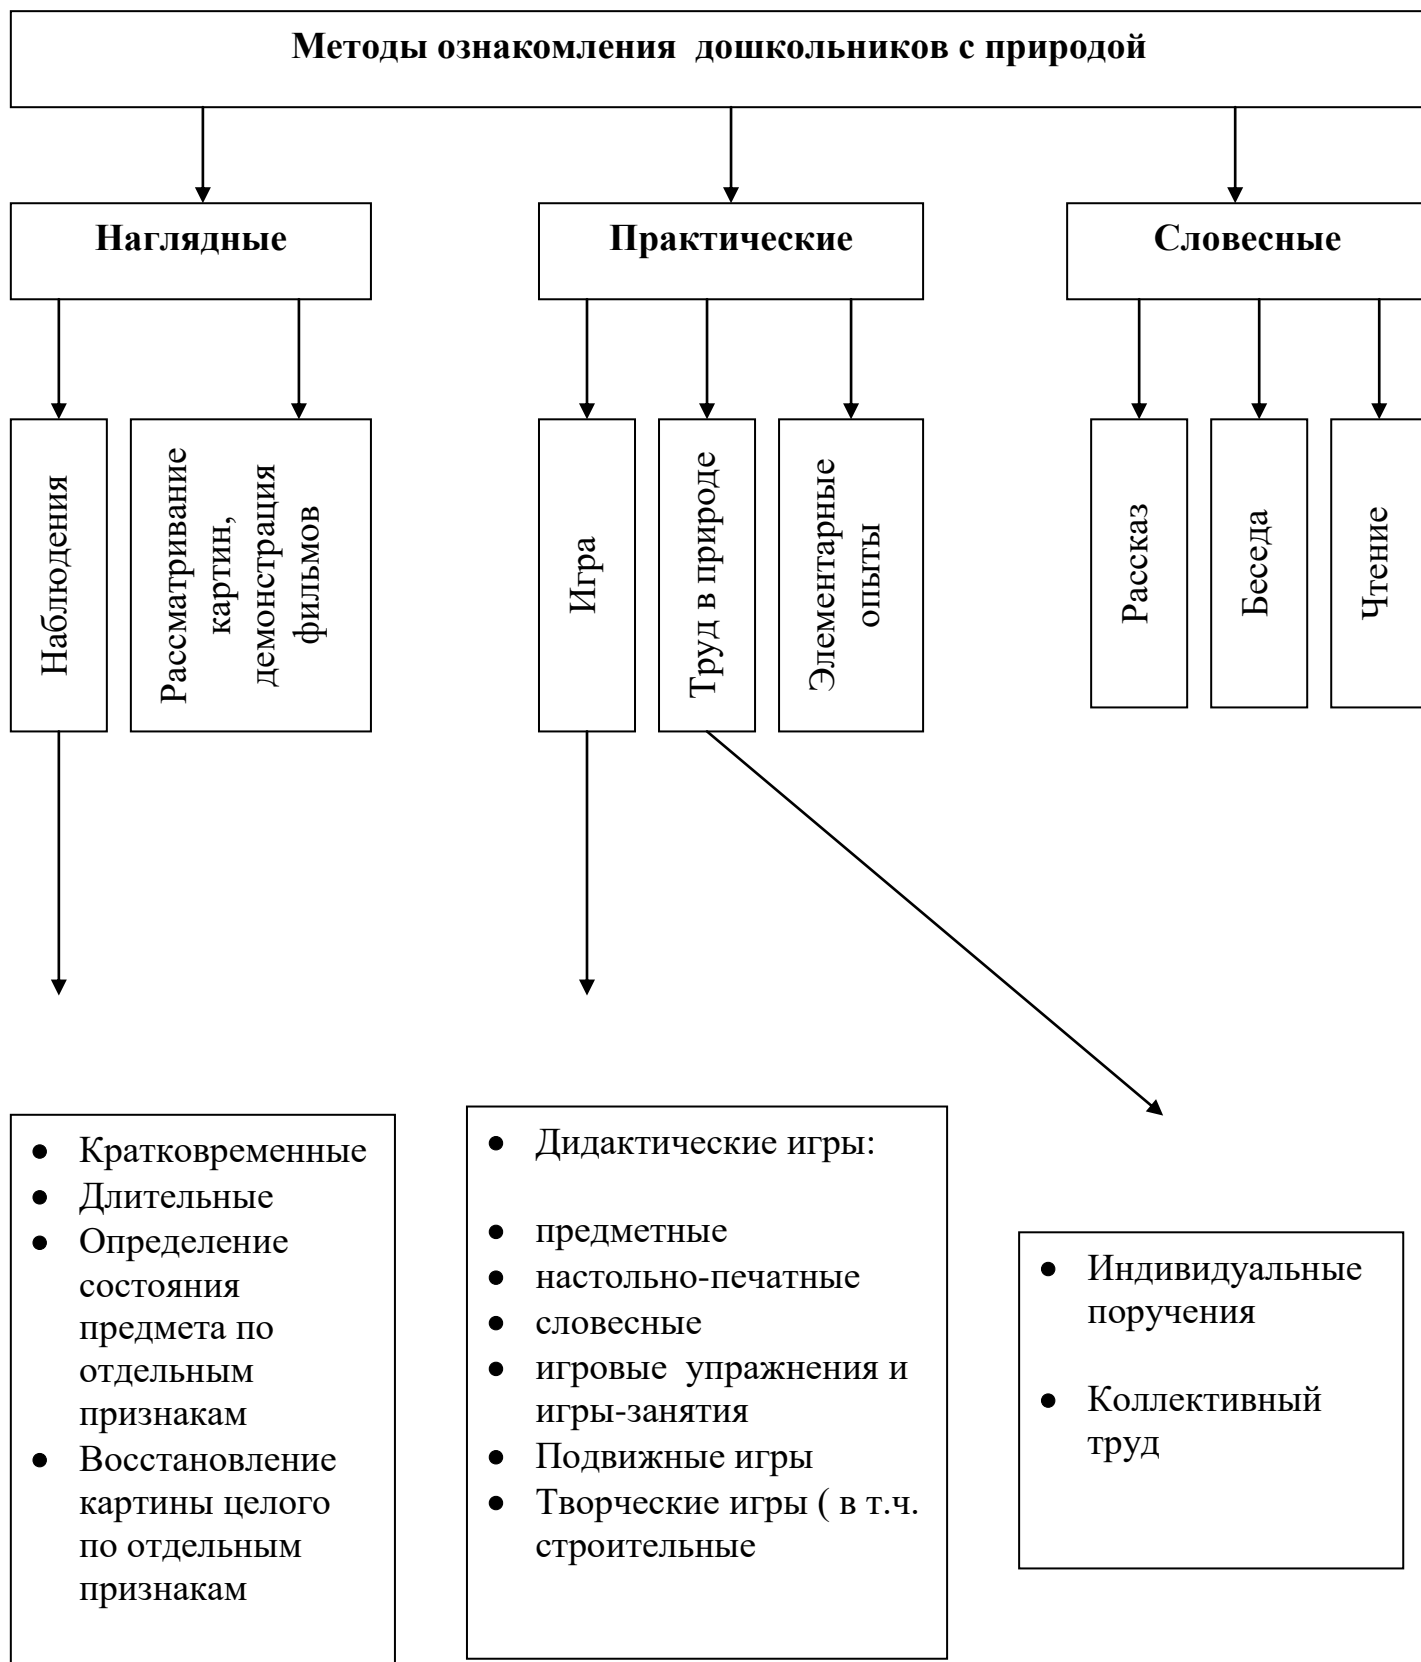 Методы ознакомления дошкольников с природой
Наглядные
Практические
Словесные
Наблюдения
Рассматривание
картин,
демонстрация
фильмов
Игра
Труд в природе
Элементарные
опыты
Рассказ
Беседа
Чтение
• Кратковременные
• Длительные
• Определение
состояния
предмета по
отдельным
признакам
• Восстановление
картины целого
по отдельным
признакам
• Дидактические игры:
• предметные
• настольно-печатные
• словесные
• игровые упражнения и
игры-занятия
• Подвижные игры
• Творческие игры ( в т.ч.
строительные
• Индивидуальные
поручения
• Коллективный
труд